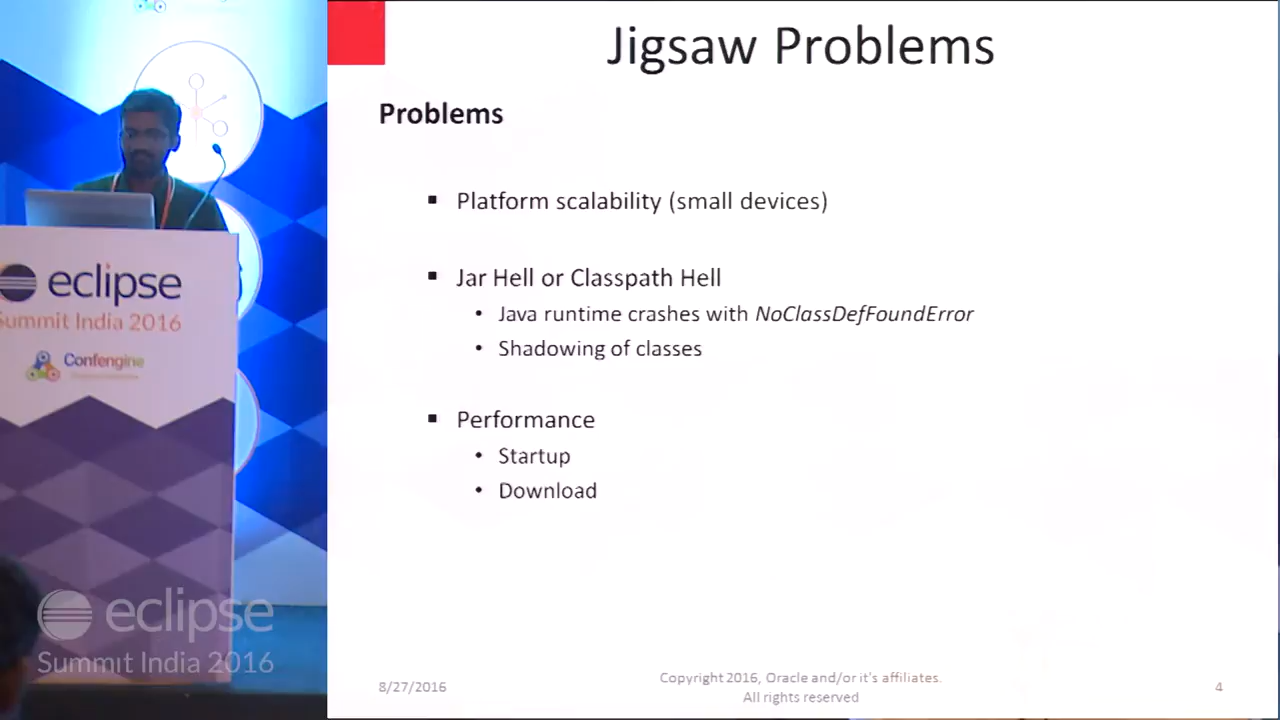 Jigsaw Problems
Problems
▪ Platform scalability (small devices)
▪ Jar Hell or Classpath Hell
• Java runtime crashes with NoClassDefFoundError
• Shadowing of classes
▪ Performance
• Startup
• Download
8/27/2016
Copyright 2016, Oracle and/or it's affiliates.
All rights reserved
4
eclipse
Summit India 2016
Confengine
eclipse
Summit India 2016